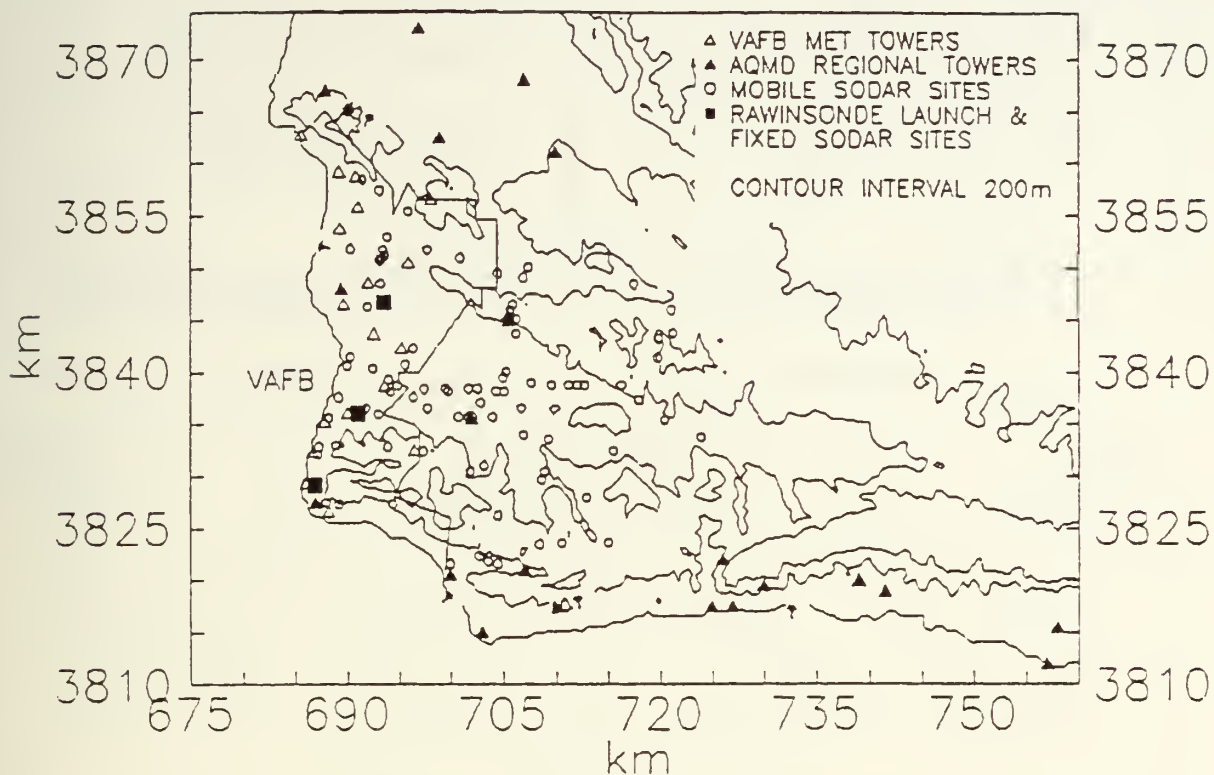 3870
3855
3840
3825
3810
km
△ VAFB MET TOWERS
▲ AQMD REGIONAL TOWERS
○ MOBILE SODAR SITES
■ RAWINSONDE LAUNCH &
FIXED SODAR SITES
CONTOUR INTERVAL 200m
VAFB
3870
3855
3840
3825
3810
675 690 705 720 735 750
km